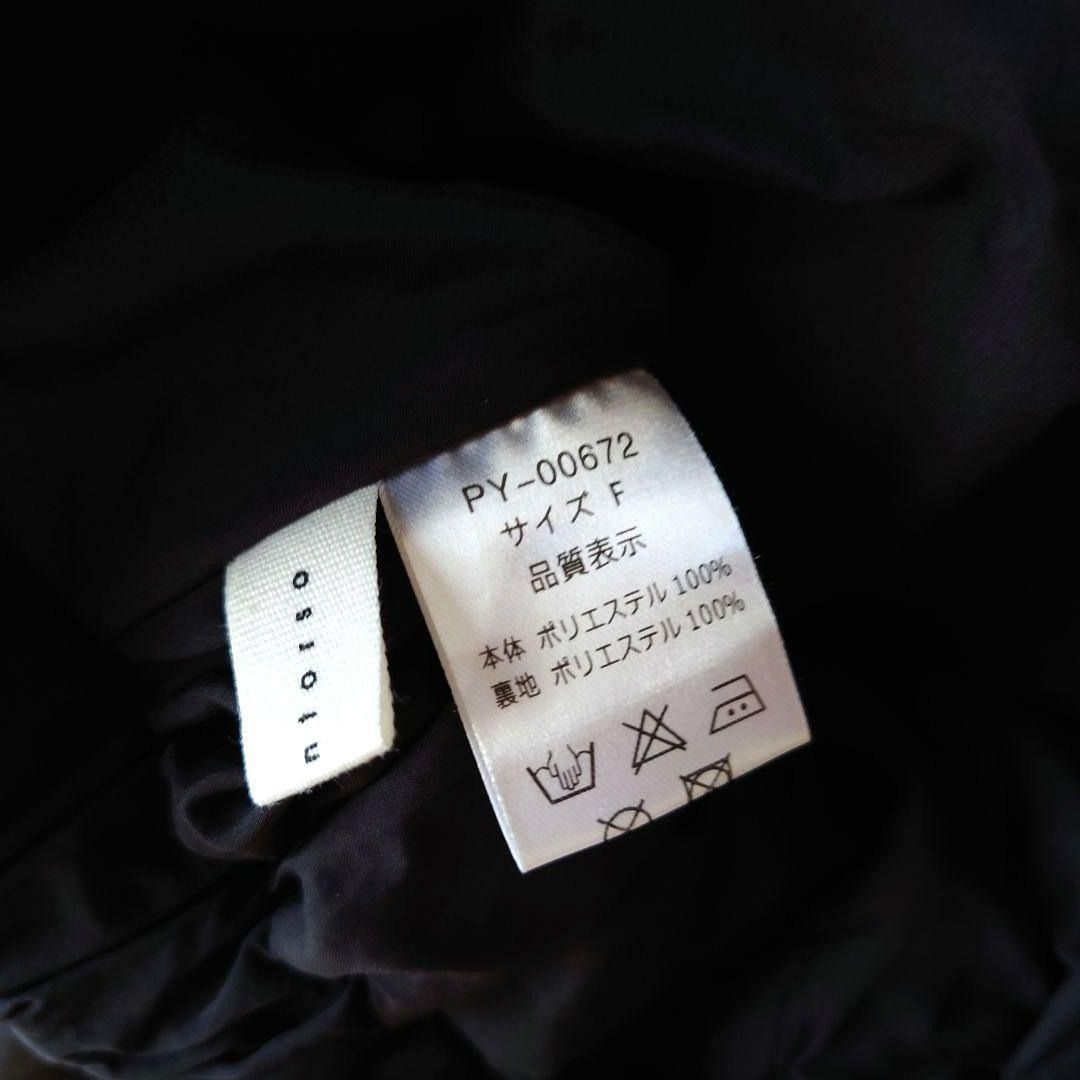 ntorso
PY-00672
サイズ F
品質表示
本体 ポリエステル 100%
裏地 ポリエステル 100%